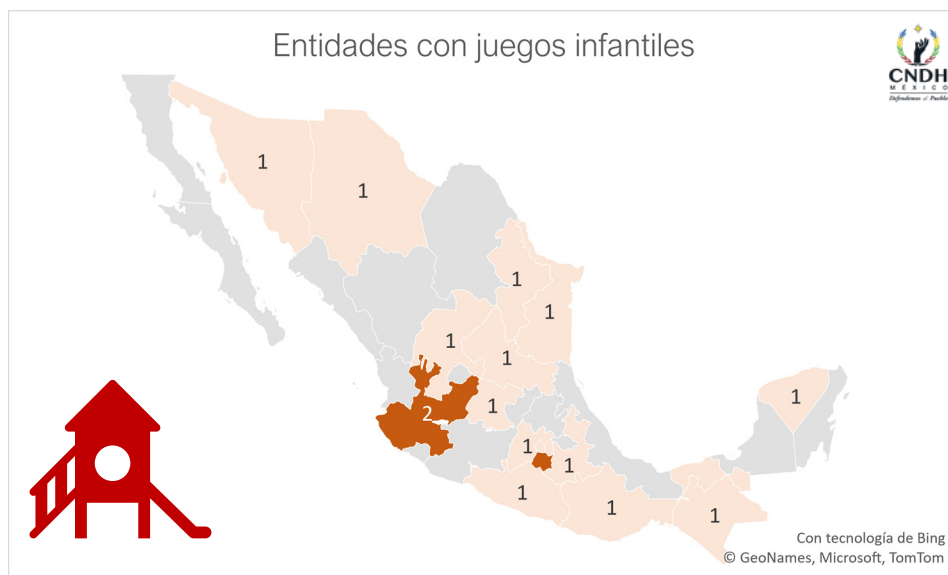 Entidades con juegos infantiles
CNDH
MÉXICO
Defendemos al Pueblo
1
1
1
1
1
1
2
1
1
1
1
1
1
1
Con tecnología de Bing
© GeoNames, Microsoft, TomTom